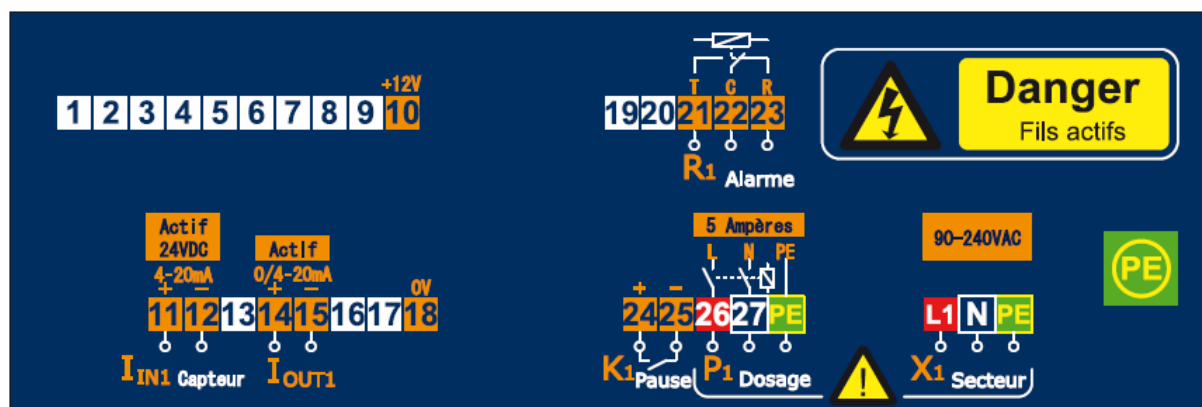 +12V
1 2 3 4 5 6 7 8 9 10
T C R
19 20 21 22 23
R1 Alarme
Danger
Fils actifs
Actif
24VDC
4-20mA
+ −
Actif
0/4-20mA
+ −
0V
11 12 13 14 15 16 17 18
IIN1 Capteur IOUT1
5 Ampères
L N PE
+ −
24 25 26 27 PE
K1 Pause P1 Dosage
!
90-240VAC
L1 N PE
X1 Secteur
PE